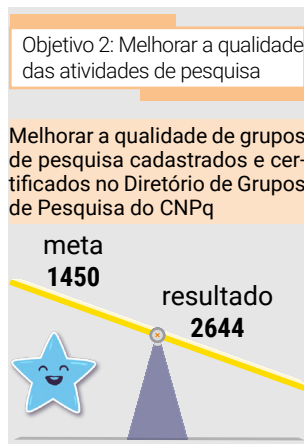 Objetivo 2: Melhorar a qualidade
das atividades de pesquisa
Melhorar a qualidade de grupos
de pesquisa cadastrados e cer-
tificados no Diretório de Grupos
de Pesquisa do CNPq
meta
1450
resultado
2644